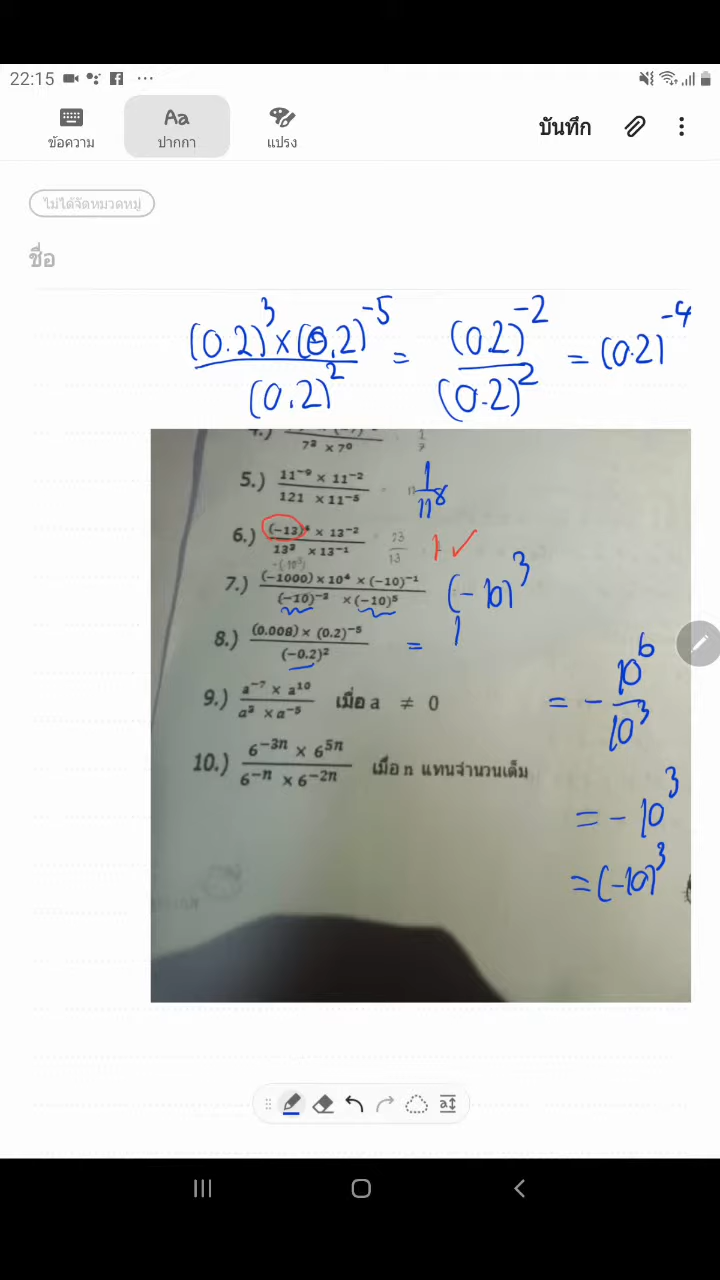 22:15
ข้อความ
Aa
ปากกา
แปรง
บันทึก
ไม่ได้จัดหมวดหมู่
ชื่อ
(0.2)³ × (0.2)⁻⁵ / (0.2)² = (0.2)⁻² / (0.2)² = (0.2)⁻⁴
7² × 7⁰
5.) 11⁻⁹ × 11⁻² / 121 × 11⁻⁵ 1/11⁸
6.) (−13)⁴ × 13⁻² / 13³ × 13⁻¹ 1 ✓
7.) (−1000) × 10⁴ × (−10)⁻¹ / (−10)⁻³ × (−10)⁵ (−10)³
8.) (0.008) × (0.2)⁻⁵ / (−0.2)² =
= − 10⁶ / 10³
9.) a⁻⁷ × a¹⁰ / a³ × a⁻⁵ เมื่อ a ≠ 0
10.) 6⁻³ⁿ × 6⁵ⁿ / 6⁻ⁿ × 6⁻²ⁿ เมื่อ n แทนจำนวนเต็ม
= − 10³
= (−10)³